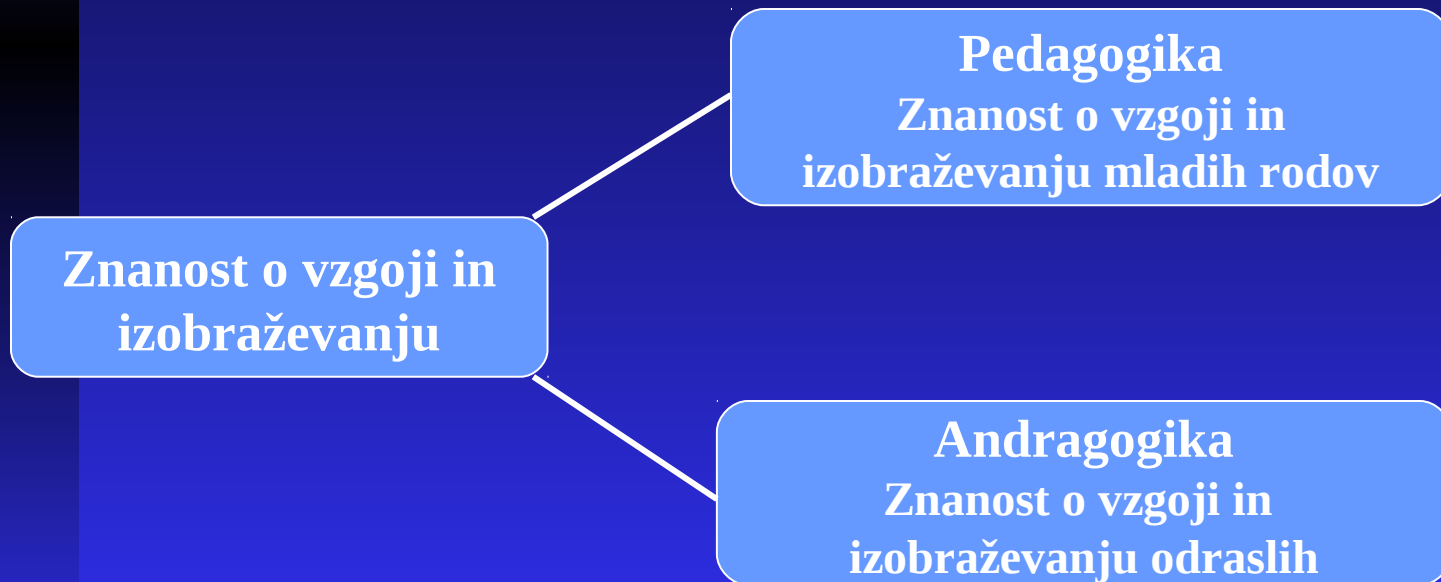 Pedagogika
Znanost o vzgoji in
izobraževanju mladih rodov
Znanost o vzgoji in
izobraževanju
Andragogika
Znanost o vzgoji in
izobraževanju odraslih